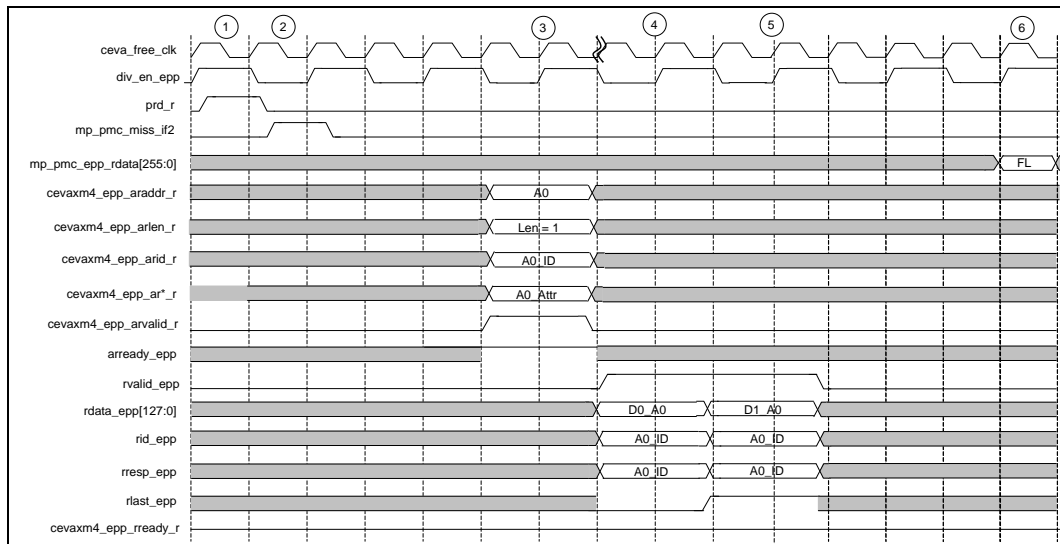 1 2 3 4 5 6
ceva_free_clk
div_en_epp
prd_r
mp_pmc_miss_if2
mp_pmc_epp_rdata[255:0] FL
cevaxm4_epp_araddr_r A0
cevaxm4_epp_arlen_r Len = 1
cevaxm4_epp_arid_r A0_ID
cevaxm4_epp_ar*_r A0_Attr
cevaxm4_epp_arvalid_r
arready_epp
rvalid_epp
rdata_epp[127:0] D0_A0 D1_A0
rid_epp A0_ID A0_ID
rresp_epp A0_ID A0_ID
rlast_epp
cevaxm4_epp_rready_r